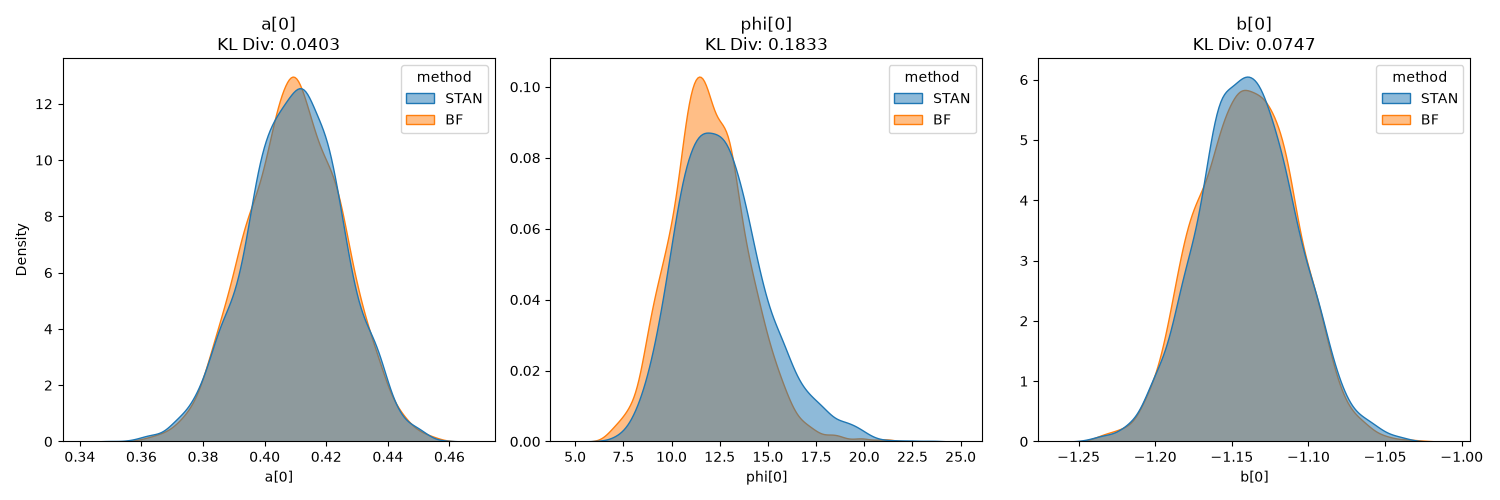 a[0]
KL Div: 0.0403
method
STAN
BF
Density
12
10
8
6
4
2
0
0.34 0.36 0.38 0.40 0.42 0.44 0.46
a[0]
phi[0]
KL Div: 0.1833
method
STAN
BF
0.10
0.08
0.06
0.04
0.02
0.00
5.0 7.5 10.0 12.5 15.0 17.5 20.0 22.5 25.0
phi[0]
b[0]
KL Div: 0.0747
method
STAN
BF
6
5
4
3
2
1
0
−1.25 −1.20 −1.15 −1.10 −1.05 −1.00
b[0]